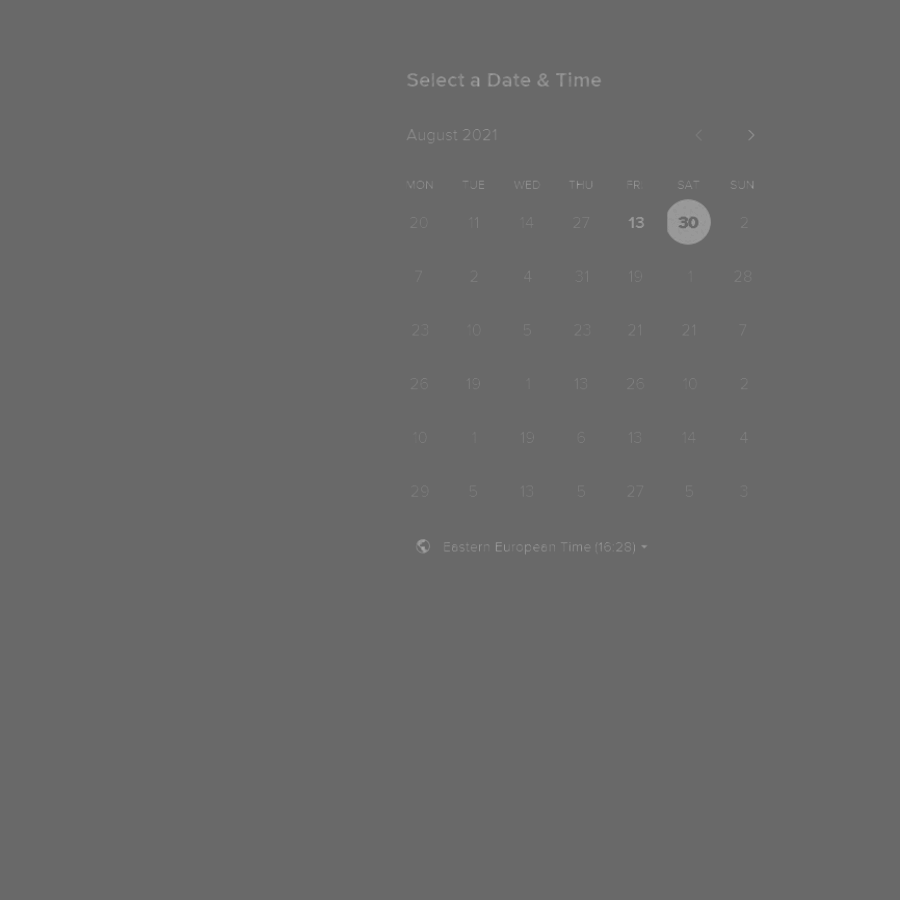 Select a Date & Time
August 2021
MON TUE WED THU FRI SAT SUN
20 11 14 27 13 30 2
7 2 4 31 19 1 28
23 10 5 23 21 21 7
26 19 1 13 26 10 2
10 1 19 6 13 14 4
29 5 13 5 27 5 3
Eastern European Time (16:28)